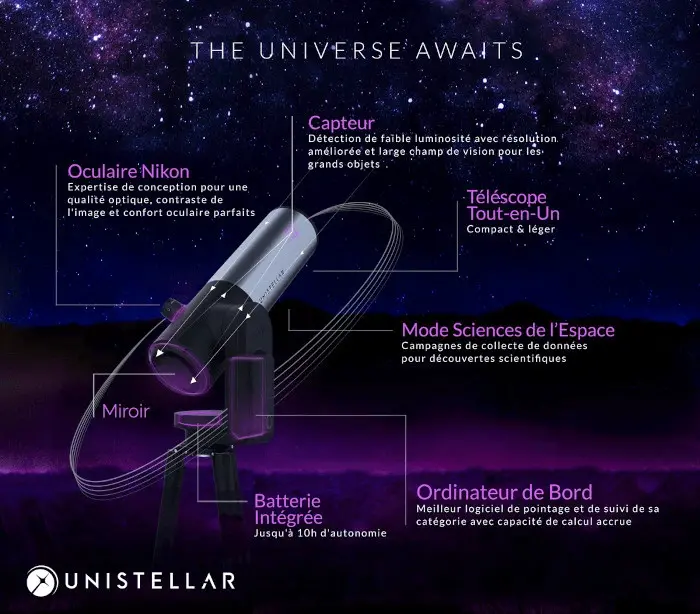 THE UNIVERSE AWAITS
Capteur
Détection de faible luminosité avec résolution
améliorée et large champ de vision pour les
grands objets
Oculaire Nikon
Expertise de conception pour une
qualité optique, contraste de
l'image et confort oculaire parfaits
Téléscope
Tout-en-Un
Compact & léger
UNISTELLAR
Mode Sciences de l'Espace
Campagnes de collecte de données
pour découvertes scientifiques
Miroir
Batterie
Intégrée
Jusqu'à 10h d'autonomie
Ordinateur de Bord
Meilleur logiciel de pointage et de suivi de sa
catégorie avec capacité de calcul accrue
UNISTELLAR